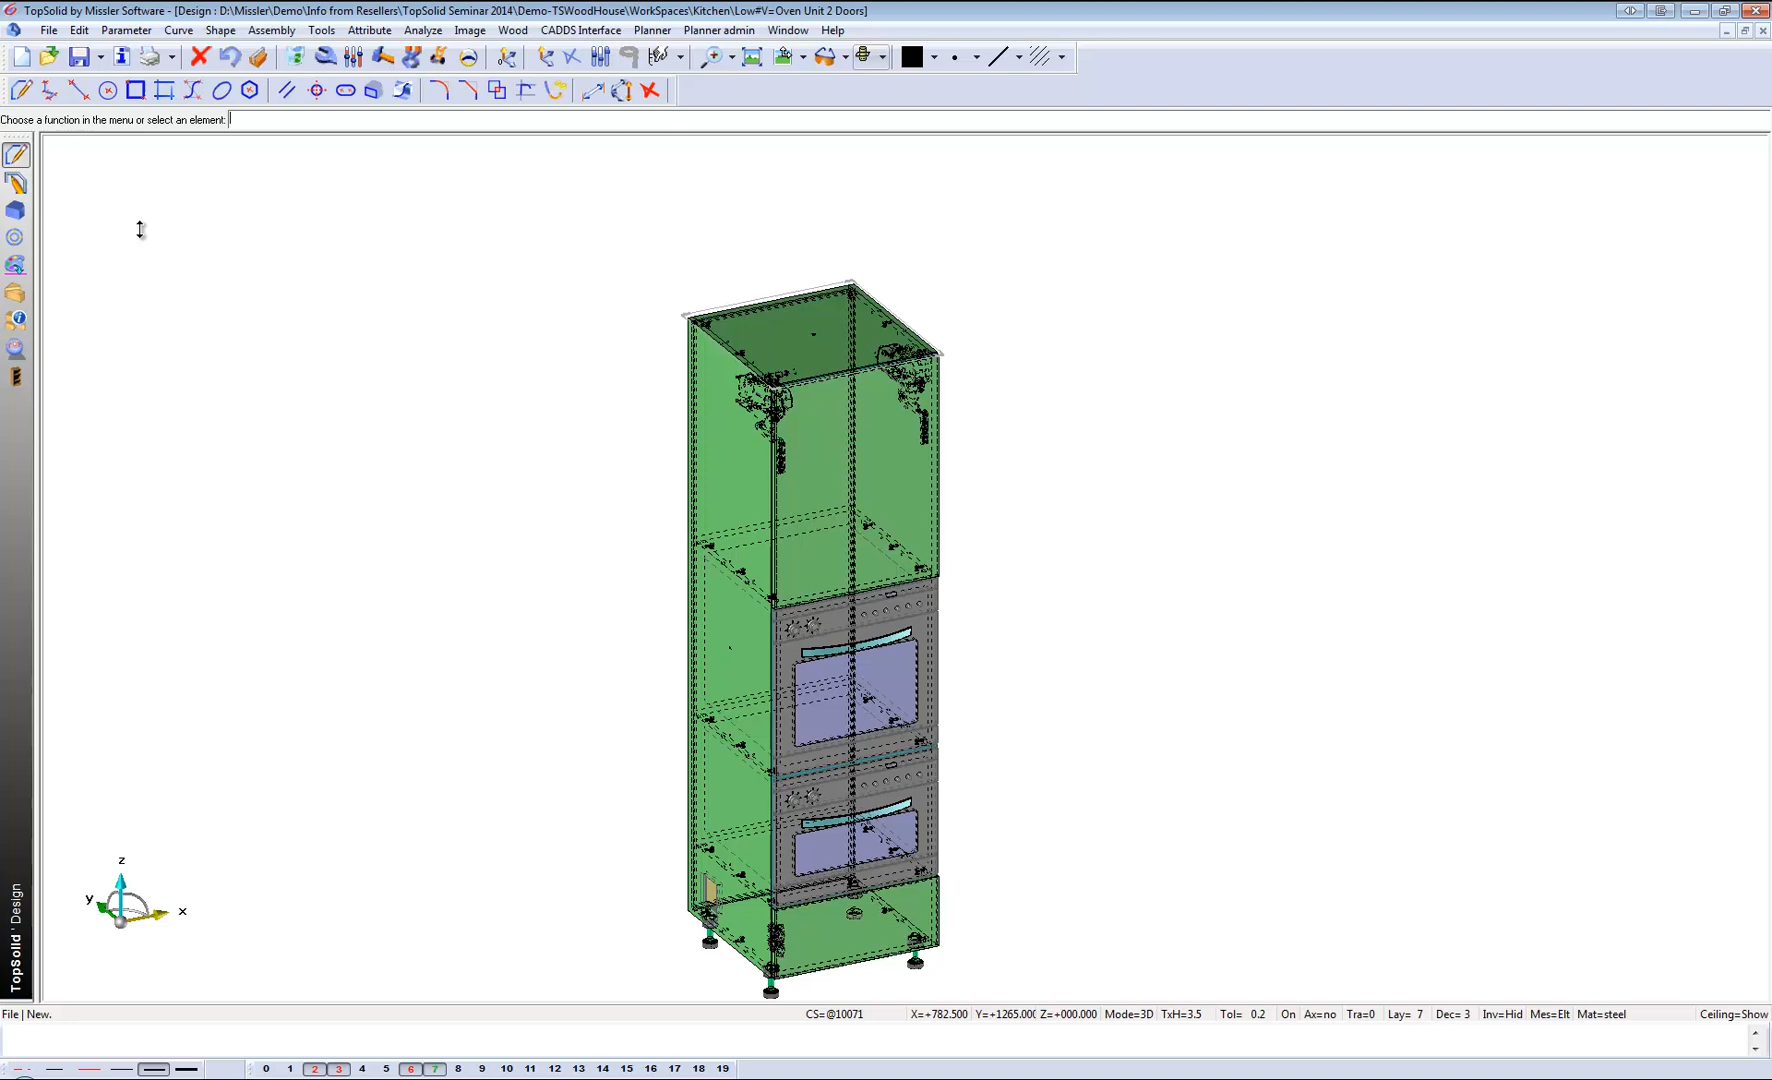 TopSolid by Missler Software - [Design : D:\Missler\Demo\Info from Resellers\TopSolid Seminar 2014\Demo-TSWoodHouse\WorkSpaces\Kitchen\Low#V=Oven Unit 2 Doors]
File Edit Parameter Curve Shape Assembly Tools Attribute Analyze Image Wood CADDS Interface Planner Planner admin Window Help
Choose a function in the menu or select an element:
z
y
x
TopSolid'Design
File | New.
CS=@10071 X=+782.500 Y=+1265.000 Z=+000.000 Mode=3D TxH=3.5 Tol= 0.2 On Ax=no Tra=0 Lay= 7 Dec= 3 Inv=Hid Mes=Elt Mat=steel Ceiling=Show
0 1 2 3 4 5 6 7 8 9 10 11 12 13 14 15 16 17 18 19